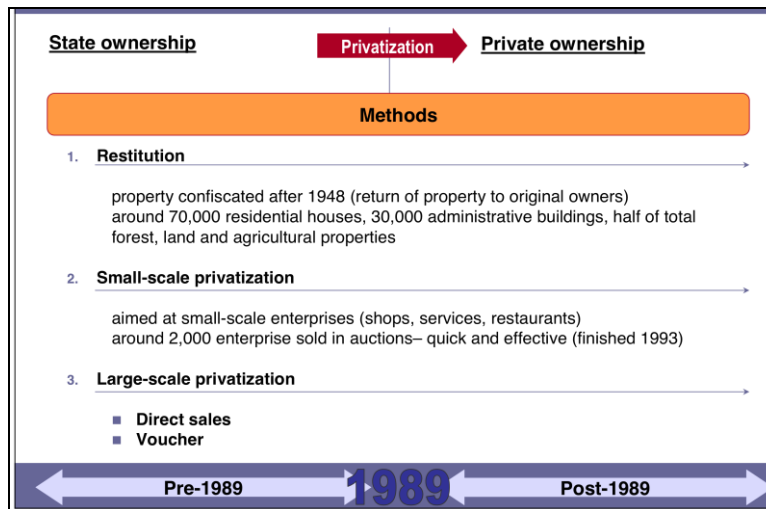 State ownership
Privatization
Private ownership
Methods
1. Restitution
property confiscated after 1948 (return of property to original owners)
around 70,000 residential houses, 30,000 administrative buildings, half of total
forest, land and agricultural properties
2. Small-scale privatization
aimed at small-scale enterprises (shops, services, restaurants)
around 2,000 enterprise sold in auctions– quick and effective (finished 1993)
3. Large-scale privatization
Direct sales
Voucher
Pre-1989
1989
Post-1989